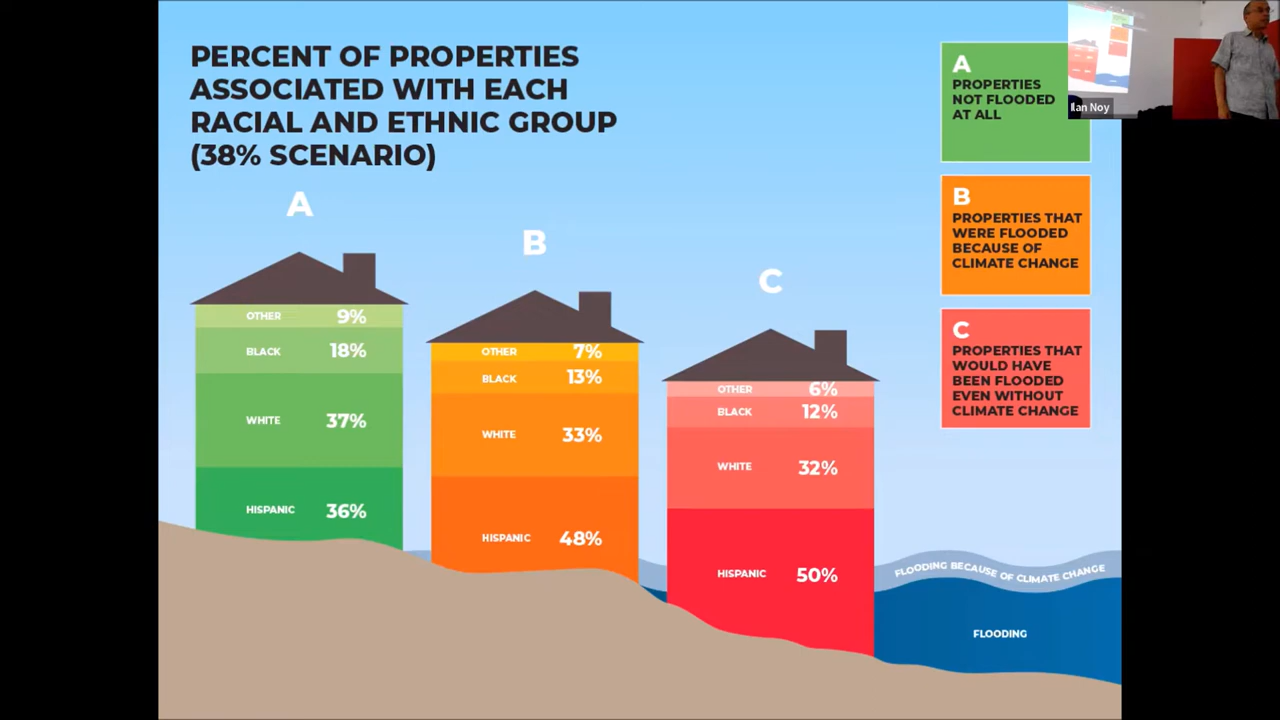 PERCENT OF PROPERTIES
ASSOCIATED WITH EACH
RACIAL AND ETHNIC GROUP
(38% SCENARIO)
A
OTHER 9%
BLACK 18%
WHITE 37%
HISPANIC 36%
B
OTHER 7%
BLACK 13%
WHITE 33%
HISPANIC 48%
C
OTHER 6%
BLACK 12%
WHITE 32%
HISPANIC 50%
A
PROPERTIES
NOT FLOODED
AT ALL
B
PROPERTIES THAT
WERE FLOODED
BECAUSE OF
CLIMATE CHANGE
C
PROPERTIES THAT
WOULD HAVE
BEEN FLOODED
EVEN WITHOUT
CLIMATE CHANGE
FLOODING BECAUSE OF CLIMATE CHANGE
FLOODING
Ilan Noy